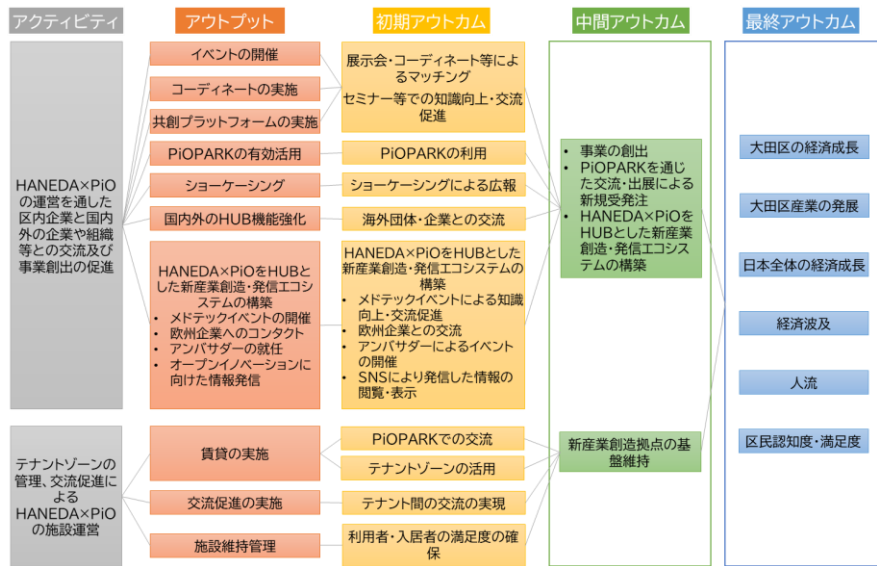 アクティビティ
アウトプット
初期アウトカム
中間アウトカム
最終アウトカム
HANEDA×PiO
の運営を通した
区内企業と国内
外の企業や組織
等との交流及び
事業創出の促進
イベントの開催
コーディネートの実施
共創プラットフォームの実施
PiOPARKの有効活用
ショーケーシング
国内外のHUB機能強化
HANEDA×PiOをHUBと
した新産業創造・発信エコシ
ステムの構築
• メドテックイベントの開催
• 欧州企業へのコンタクト
• アンバサダーの就任
• オープンイノベーションに
向けた情報発信
展示会・コーディネート等によ
るマッチング
セミナー等での知識向上・交流
促進
PiOPARKの利用
ショーケーシングによる広報
海外団体・企業との交流
HANEDA×PiOをHUBとした
新産業創造・発信エコシステムの
構築
• メドテックイベントによる知識
向上・交流促進
• 欧州企業との交流
• アンバサダーによるイベント
の開催
• SNSにより発信した情報の
閲覧・表示
• 事業の創出
• PiOPARKを通じ
た交流・出展による
新規受発注
• HANEDA×PiOを
HUBとした新産業
創造・発信エコシス
テムの構築
大田区の経済成長
大田区産業の発展
日本全体の経済成長
経済波及
人流
区民認知度・満足度
テナントゾーンの
管理、交流促進に
よる
HANEDA×PiO
の施設運営
賃貸の実施
交流促進の実施
施設維持管理
PiOPARKでの交流
テナントゾーンの活用
テナント間の交流の実現
利用者・入居者の満足度の確
保
新産業創造拠点の基
盤維持